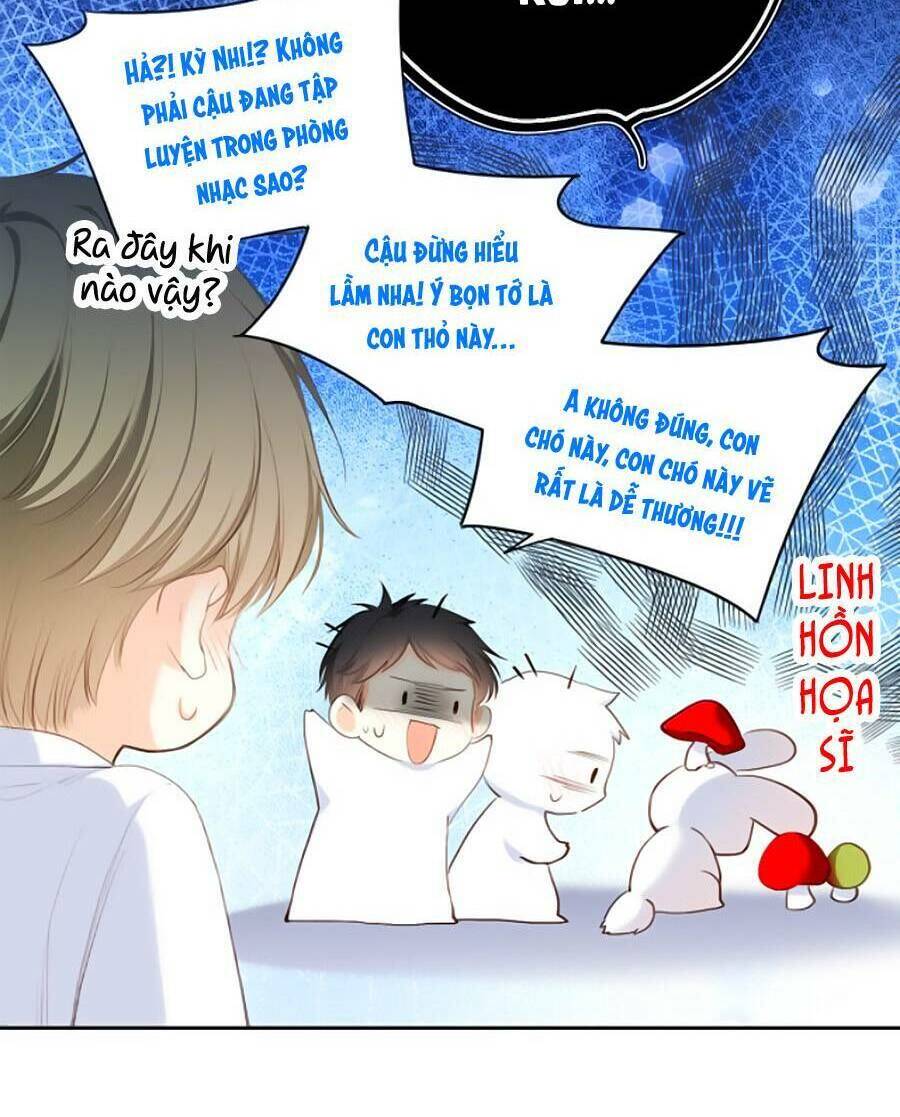 HẢ?! KỲ NHI!? KHÔNG
PHẢI CẬU ĐANG TẬP
LUYỆN TRONG PHÒNG
NHẠC SAO?
Ra đây khi
nào vậy?
CẬU ĐỪNG HIỂU
LẦM NHA! Ý BỌN TỚ LÀ
CON THỎ NÀY...
A KHÔNG ĐÚNG, CON
CHÓ NÀY, CON CHÓ NÀY VẼ
RẤT LÀ DỄ THƯƠNG!!!
LINH
HỒN
HỌA
SĨ